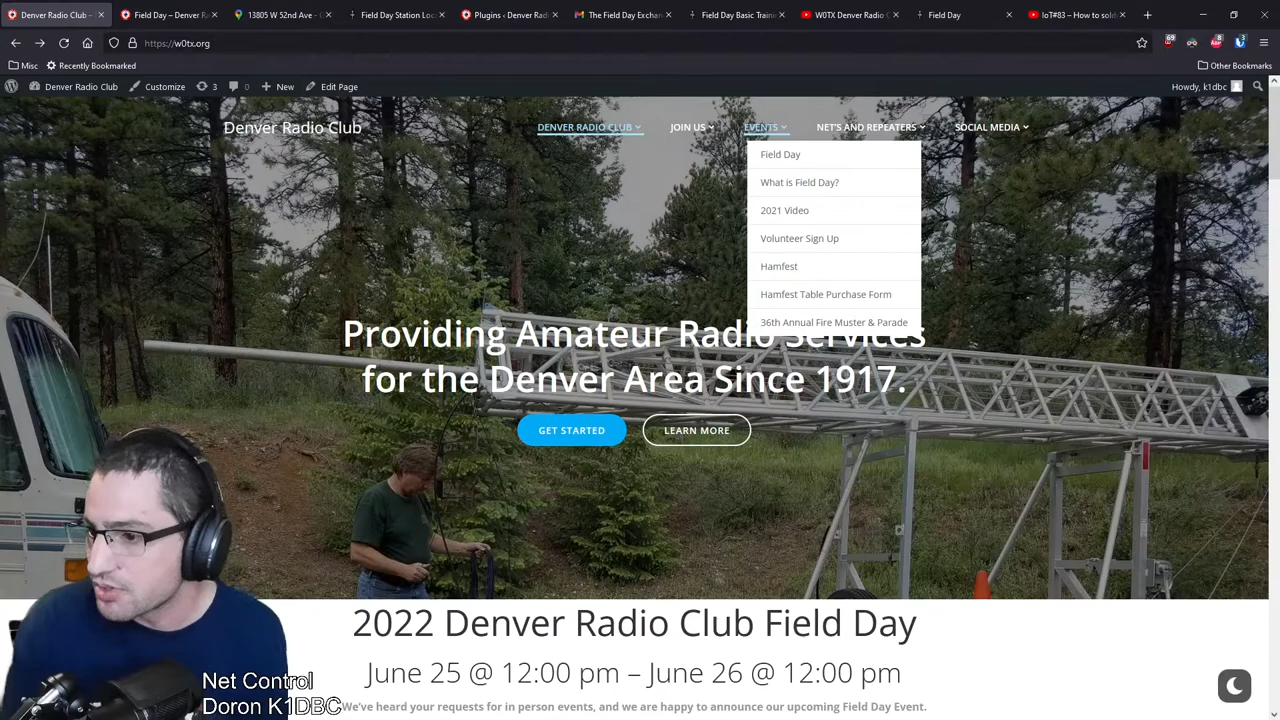 Denver Radio Club –
Field Day – Denver Ra
13805 W 52nd Ave - G
Field Day Station Loc
Plugins ‹ Denver Rad
The Field Day Exchan
Field Day Basic Traini
W0TX Denver Radio C
Field Day
IoT#83 – How to sold
https://w0tx.org
69
8
3
Misc
Recently Bookmarked
Other Bookmarks
Denver Radio Club
Customize
3
0
New
Edit Page
Howdy, k1dbc
Denver Radio Club
DENVER RADIO CLUB
JOIN US
EVENTS
NET'S AND REPEATERS
SOCIAL MEDIA
Field Day
What is Field Day?
2021 Video
Volunteer Sign Up
Hamfest
Hamfest Table Purchase Form
36th Annual Fire Muster & Parade
Providing Amateur Radio Services
for the Denver Area Since 1917.
GET STARTED
LEARN MORE
2022 Denver Radio Club Field Day
June 25 @ 12:00 pm – June 26 @ 12:00 pm
We've heard your requests for in person events, and we are happy to announce our upcoming Field Day Event.
Net Control
Doron K1DBC